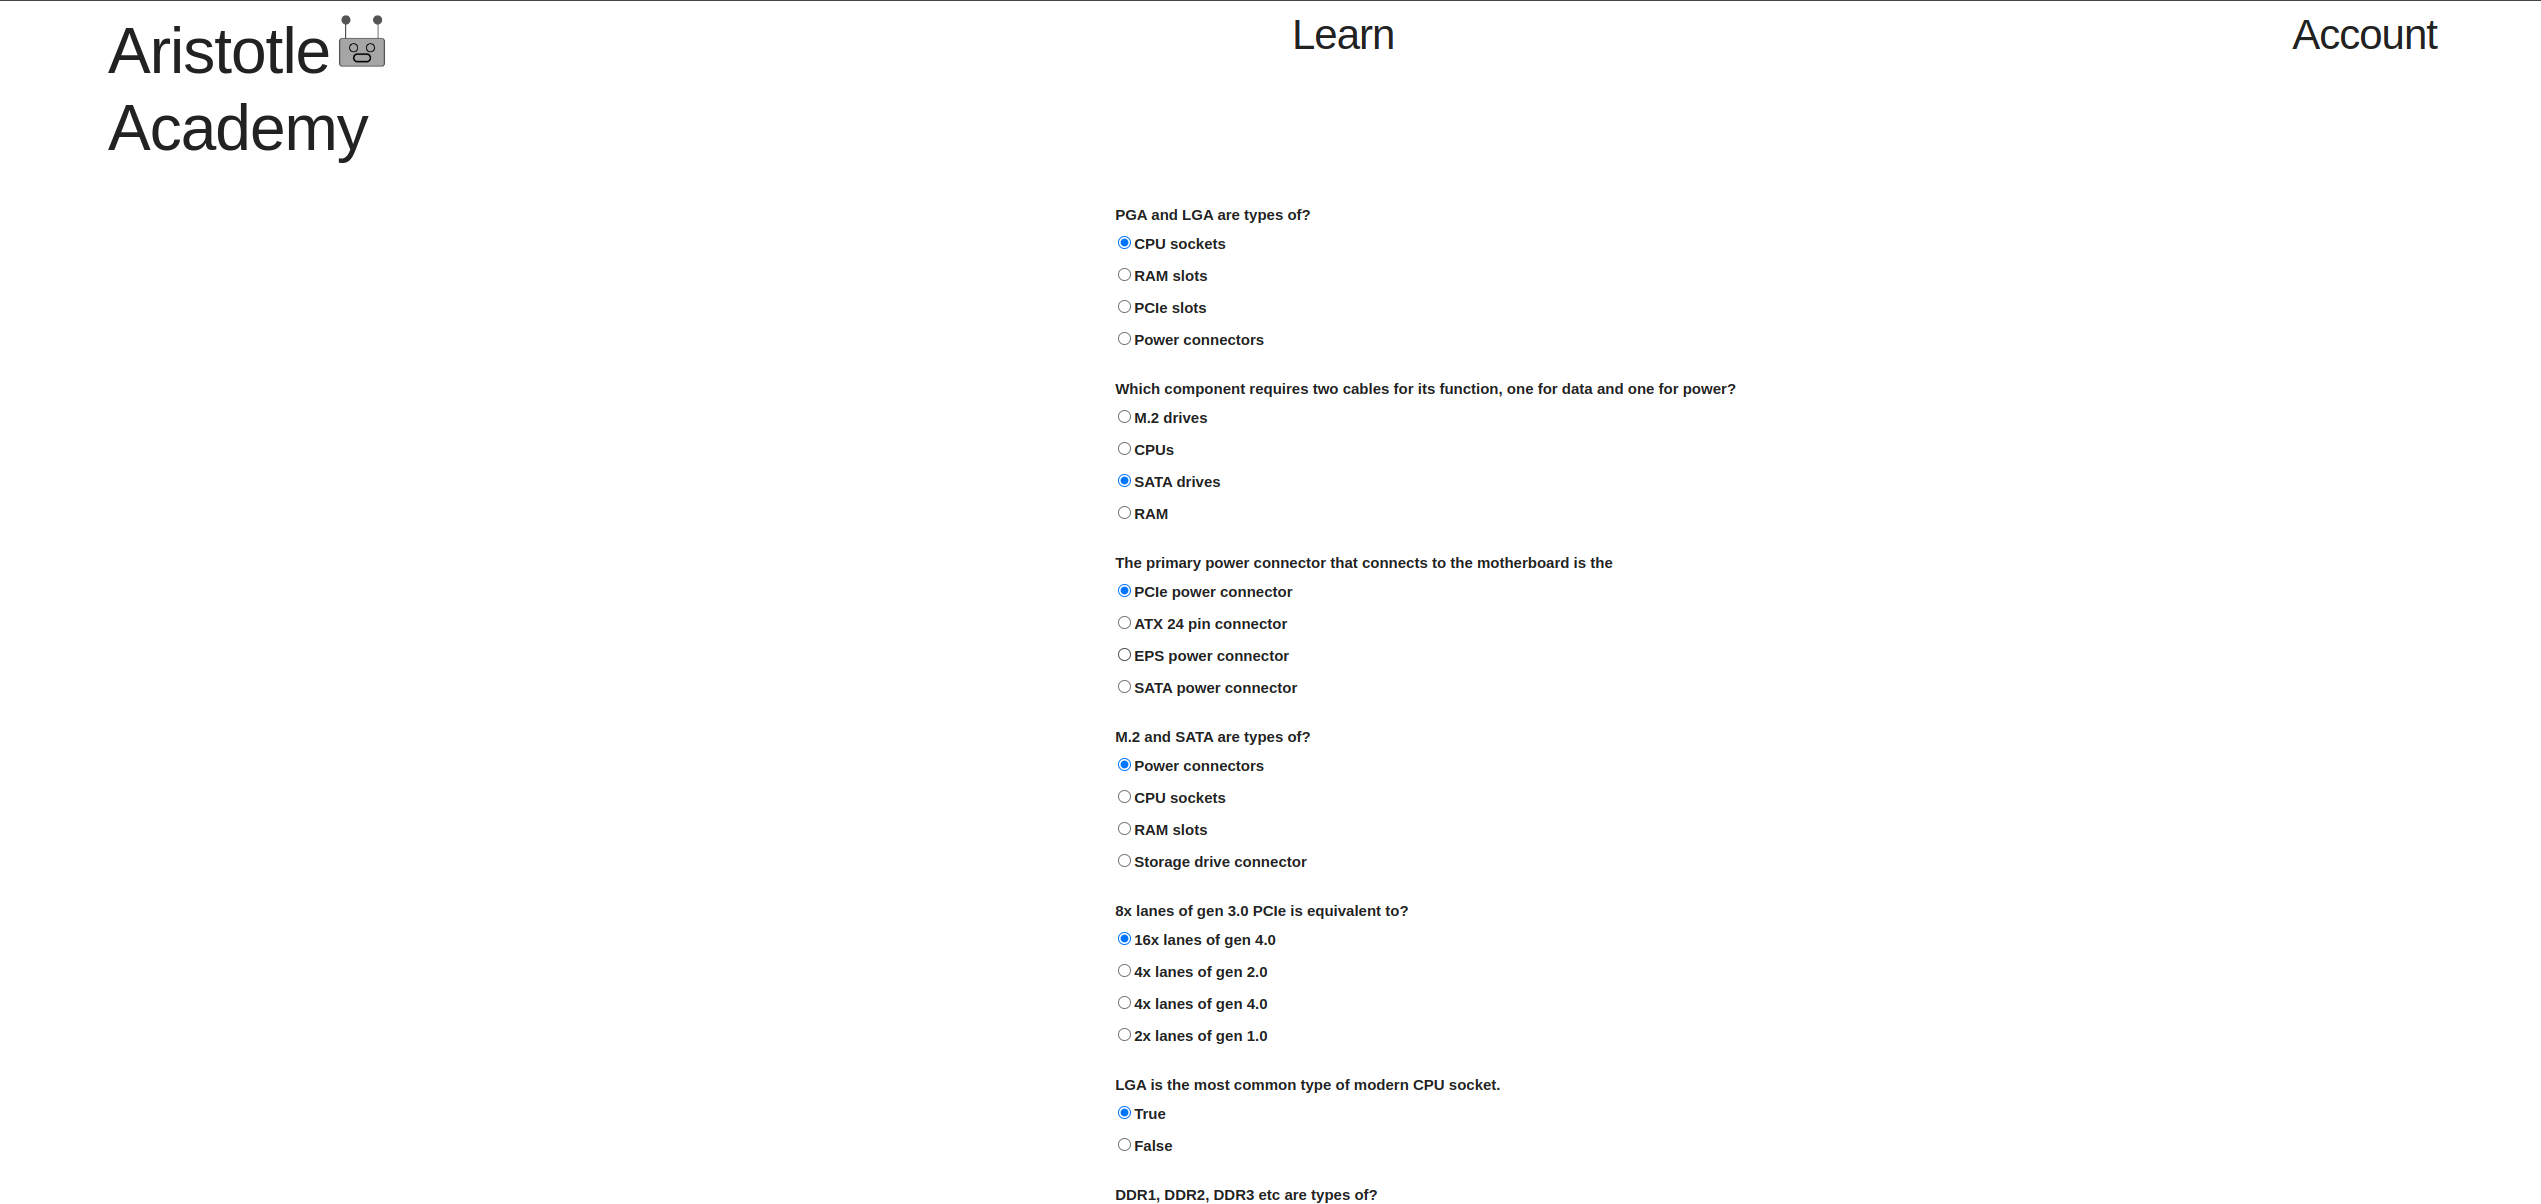 Aristotle
Academy
Learn
Account
PGA and LGA are types of?
CPU sockets
RAM slots
PCIe slots
Power connectors
Which component requires two cables for its function, one for data and one for power?
M.2 drives
CPUs
SATA drives
RAM
The primary power connector that connects to the motherboard is the
PCIe power connector
ATX 24 pin connector
EPS power connector
SATA power connector
M.2 and SATA are types of?
Power connectors
CPU sockets
RAM slots
Storage drive connector
8x lanes of gen 3.0 PCIe is equivalent to?
16x lanes of gen 4.0
4x lanes of gen 2.0
4x lanes of gen 4.0
2x lanes of gen 1.0
LGA is the most common type of modern CPU socket.
True
False
DDR1, DDR2, DDR3 etc are types of?